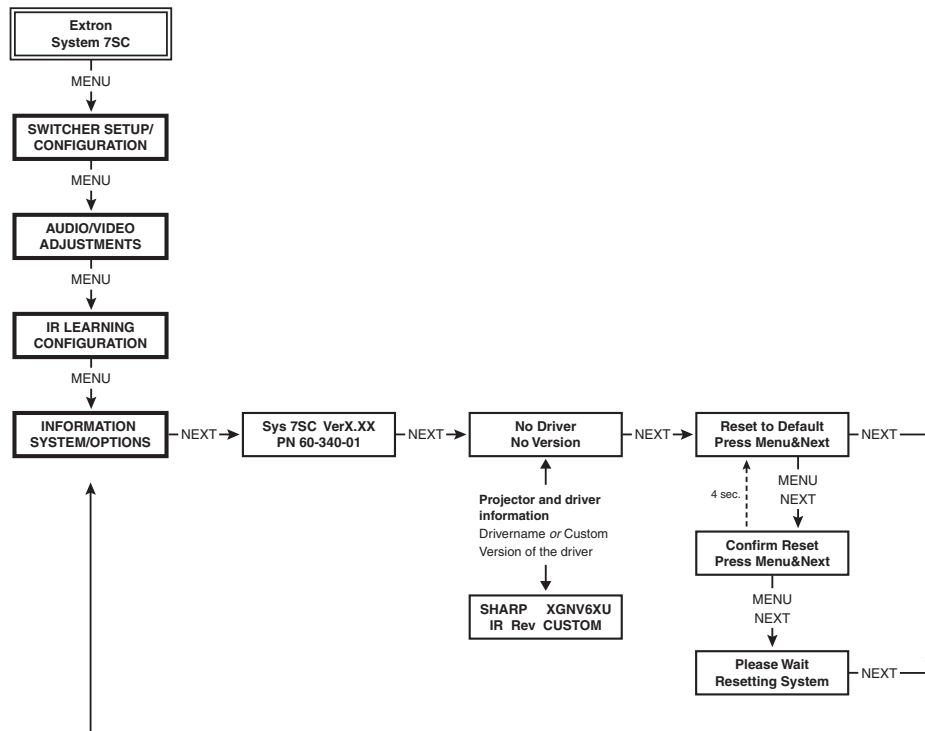 Extron
System 7SC
MENU
SWITCHER SETUP/
CONFIGURATION
MENU
AUDIO/VIDEO
ADJUSTMENTS
MENU
IR LEARNING
CONFIGURATION
MENU
INFORMATION
SYSTEM/OPTIONS
NEXT
Sys 7SC VerX.XX
PN 60-340-01
NEXT
No Driver
No Version
NEXT
Reset to Default
Press Menu&Next
NEXT
Projector and driver
information
Drivername or Custom
Version of the driver
SHARP XGNV6XU
IR Rev CUSTOM
4 sec.
MENU
NEXT
Confirm Reset
Press Menu&Next
MENU
NEXT
Please Wait
Resetting System
NEXT